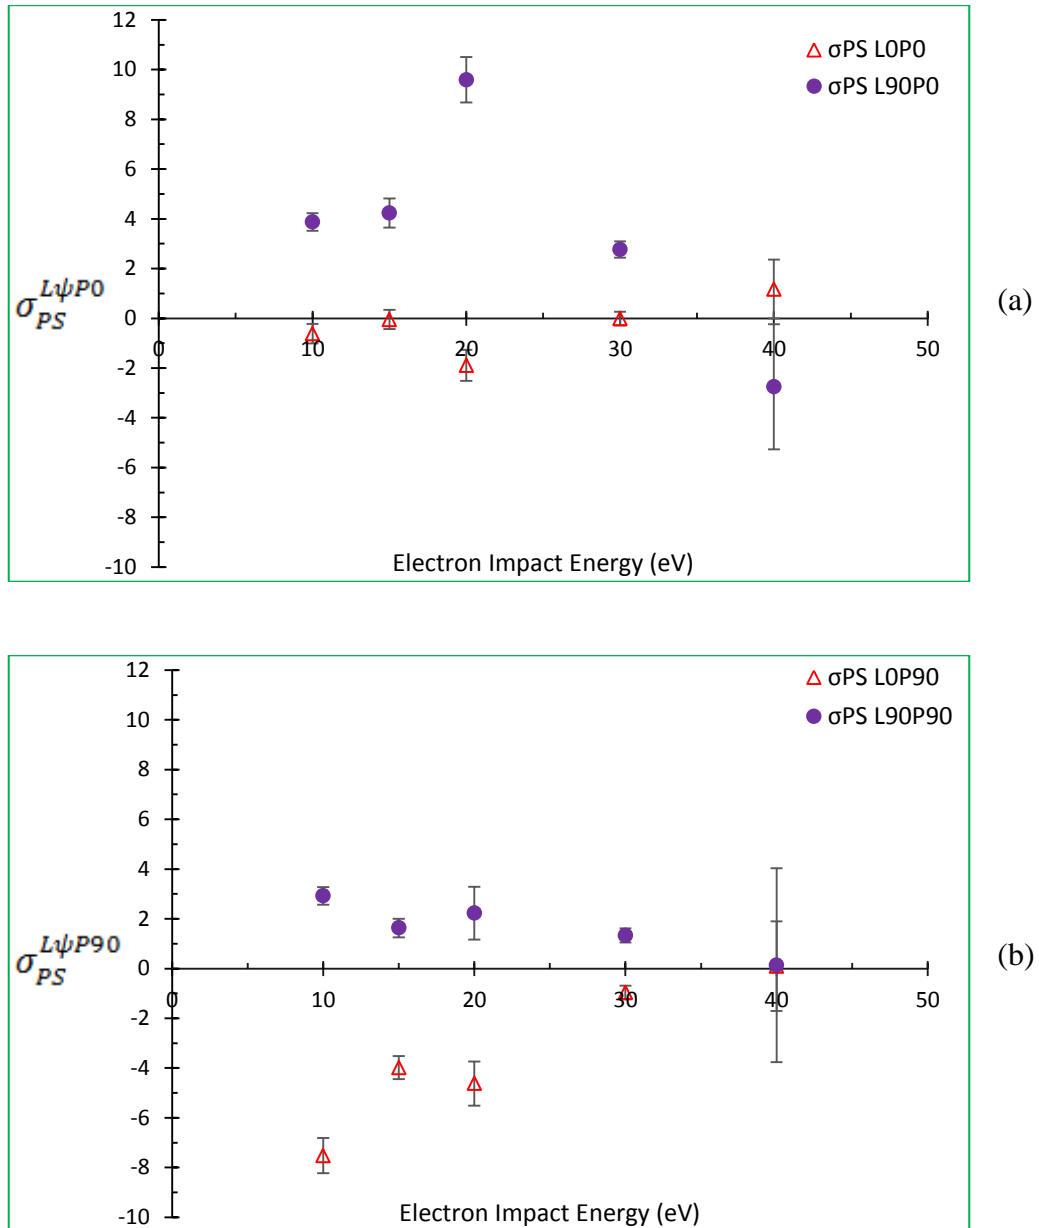 12
10
8
6
4
2
0
-2
-4
-6
-8
-10
0 10 20 30 40 50
σPS L0P0
σPS L90P0
σ_PS^LψP0
Electron Impact Energy (eV)
(a)
12
10
8
6
4
2
0
-2
-4
-6
-8
-10
0 10 20 30 40 50
σPS L0P90
σPS L90P90
σ_PS^LψP90
Electron Impact Energy (eV)
(b)